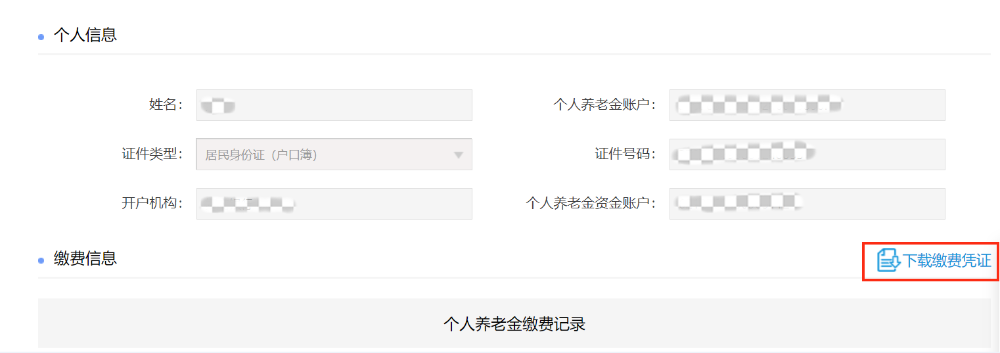 个人信息
姓名： 个人养老金账户：
证件类型： 居民身份证（户口簿） 证件号码：
开户机构： 个人养老金资金账户：
缴费信息 下载缴费凭证
个人养老金缴费记录